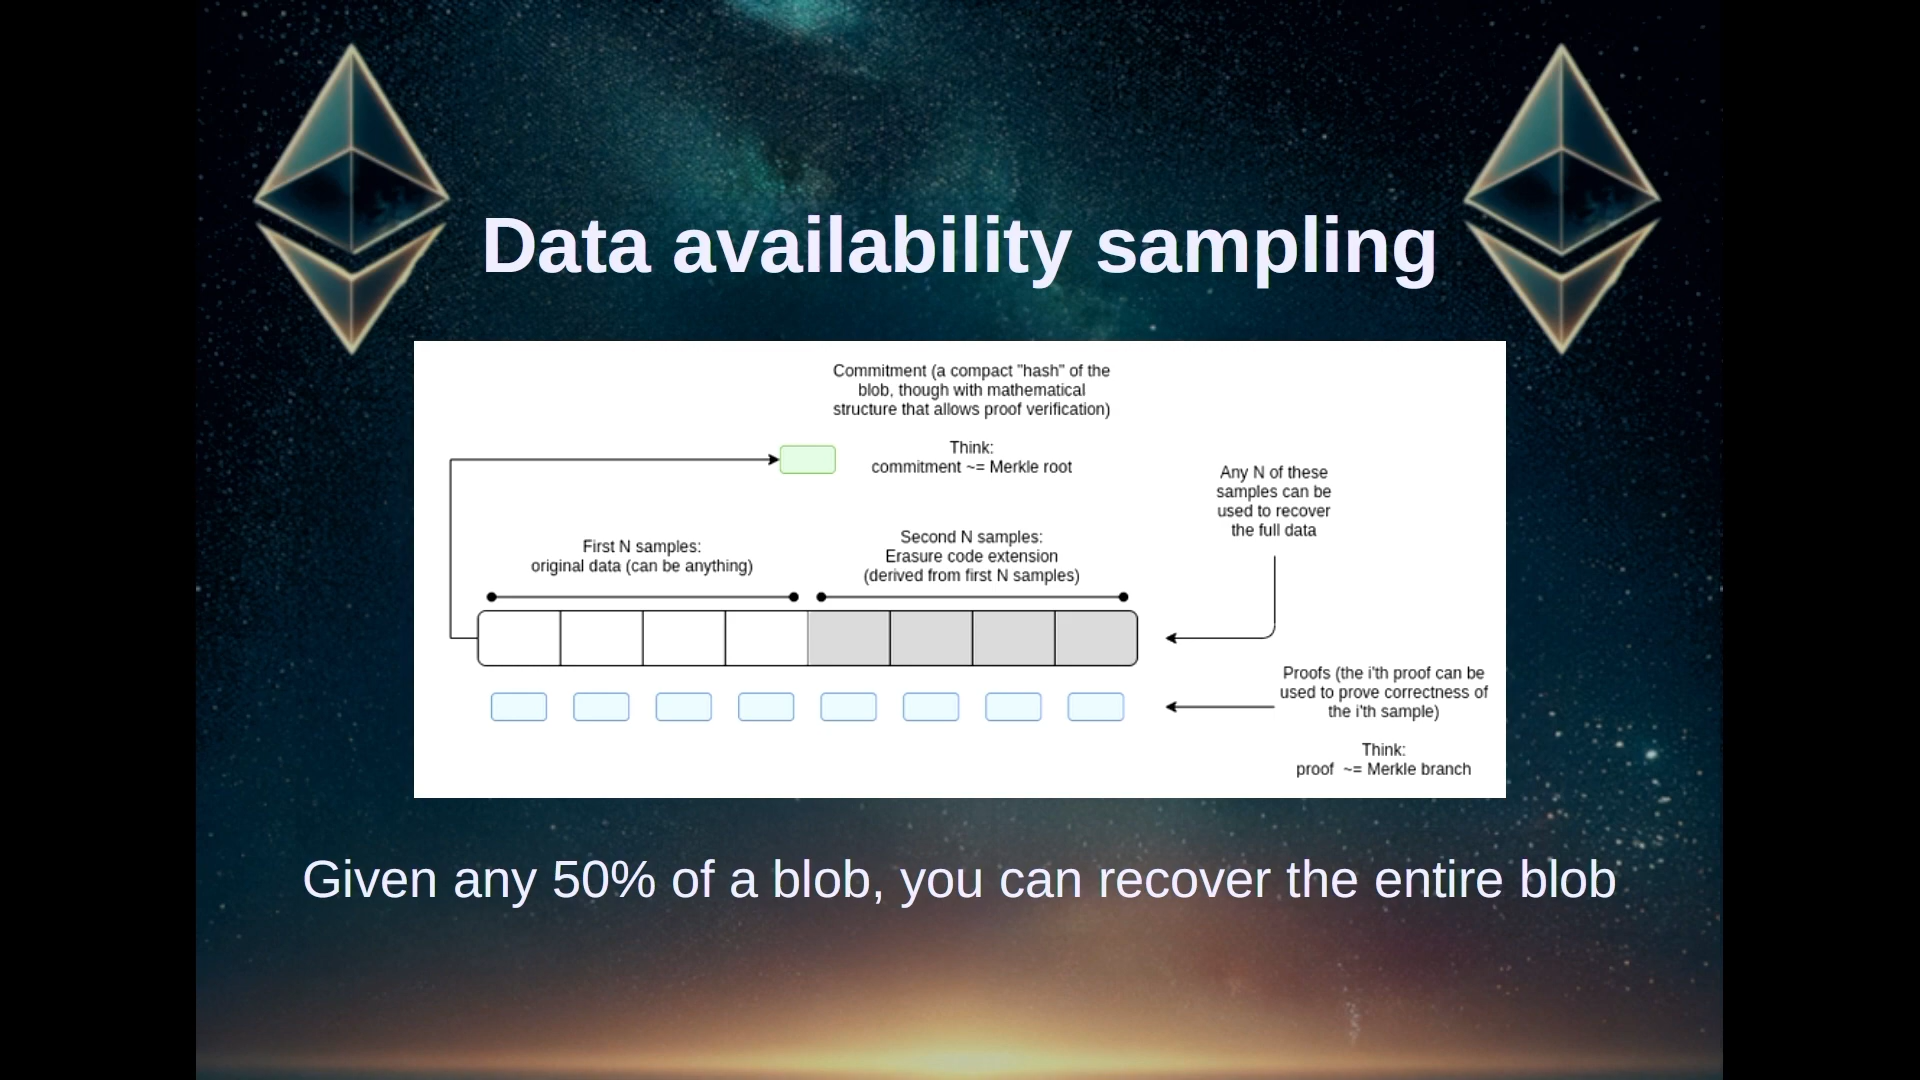 Data availability sampling
Commitment (a compact "hash" of the
blob, though with mathematical
structure that allows proof verification)
Think:
commitment ~= Merkle root
Any N of these
samples can be
used to recover
the full data
First N samples:
original data (can be anything)
Second N samples:
Erasure code extension
(derived from first N samples)
Proofs (the i'th proof can be
used to prove correctness of
the i'th sample)
Think:
proof  ~= Merkle branch
Given any 50% of a blob, you can recover the entire blob